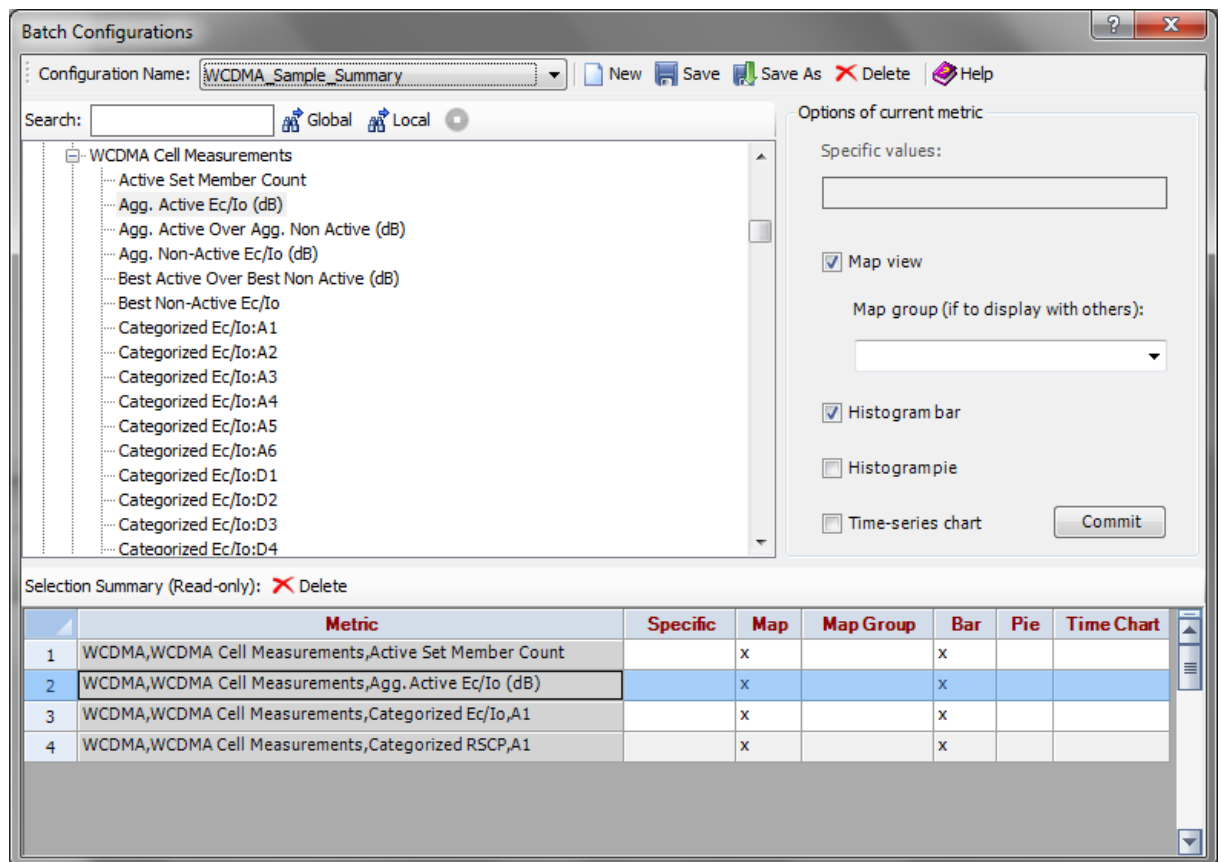 Batch Configurations
Configuration Name: WCDMA_Sample_Summary New Save Save As Delete Help
Search: Global Local
WCDMA Cell Measurements
Active Set Member Count
Agg. Active Ec/Io (dB)
Agg. Active Over Agg. Non Active (dB)
Agg. Non-Active Ec/Io (dB)
Best Active Over Best Non Active (dB)
Best Non-Active Ec/Io
Categorized Ec/Io:A1
Categorized Ec/Io:A2
Categorized Ec/Io:A3
Categorized Ec/Io:A4
Categorized Ec/Io:A5
Categorized Ec/Io:A6
Categorized Ec/Io:D1
Categorized Ec/Io:D2
Categorized Ec/Io:D3
Categorized Ec/Io:D4
Options of current metric
Specific values:
Map view
Map group (if to display with others):
Histogram bar
Histogram pie
Time-series chart Commit
Selection Summary (Read-only): Delete
Metric Specific Map Map Group Bar Pie Time Chart
1 WCDMA,WCDMA Cell Measurements,Active Set Member Count x x
2 WCDMA,WCDMA Cell Measurements,Agg. Active Ec/Io (dB) x x
3 WCDMA,WCDMA Cell Measurements,Categorized Ec/Io,A1 x x
4 WCDMA,WCDMA Cell Measurements,Categorized RSCP,A1 x x